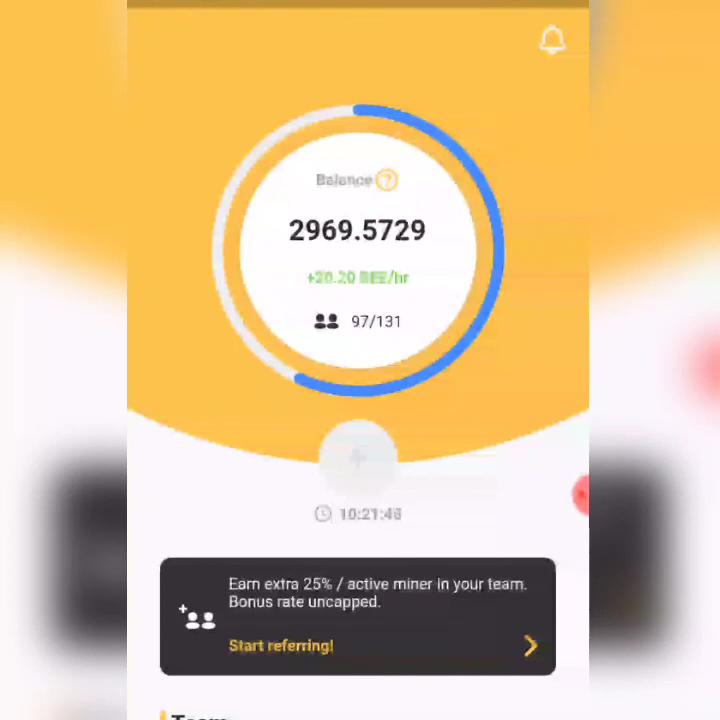 Balance ?
2969.5729
+20.20 BEE/hr
97/131
10:21:48
Earn extra 25% / active miner in your team.
Bonus rate uncapped.
Start referring!
Team